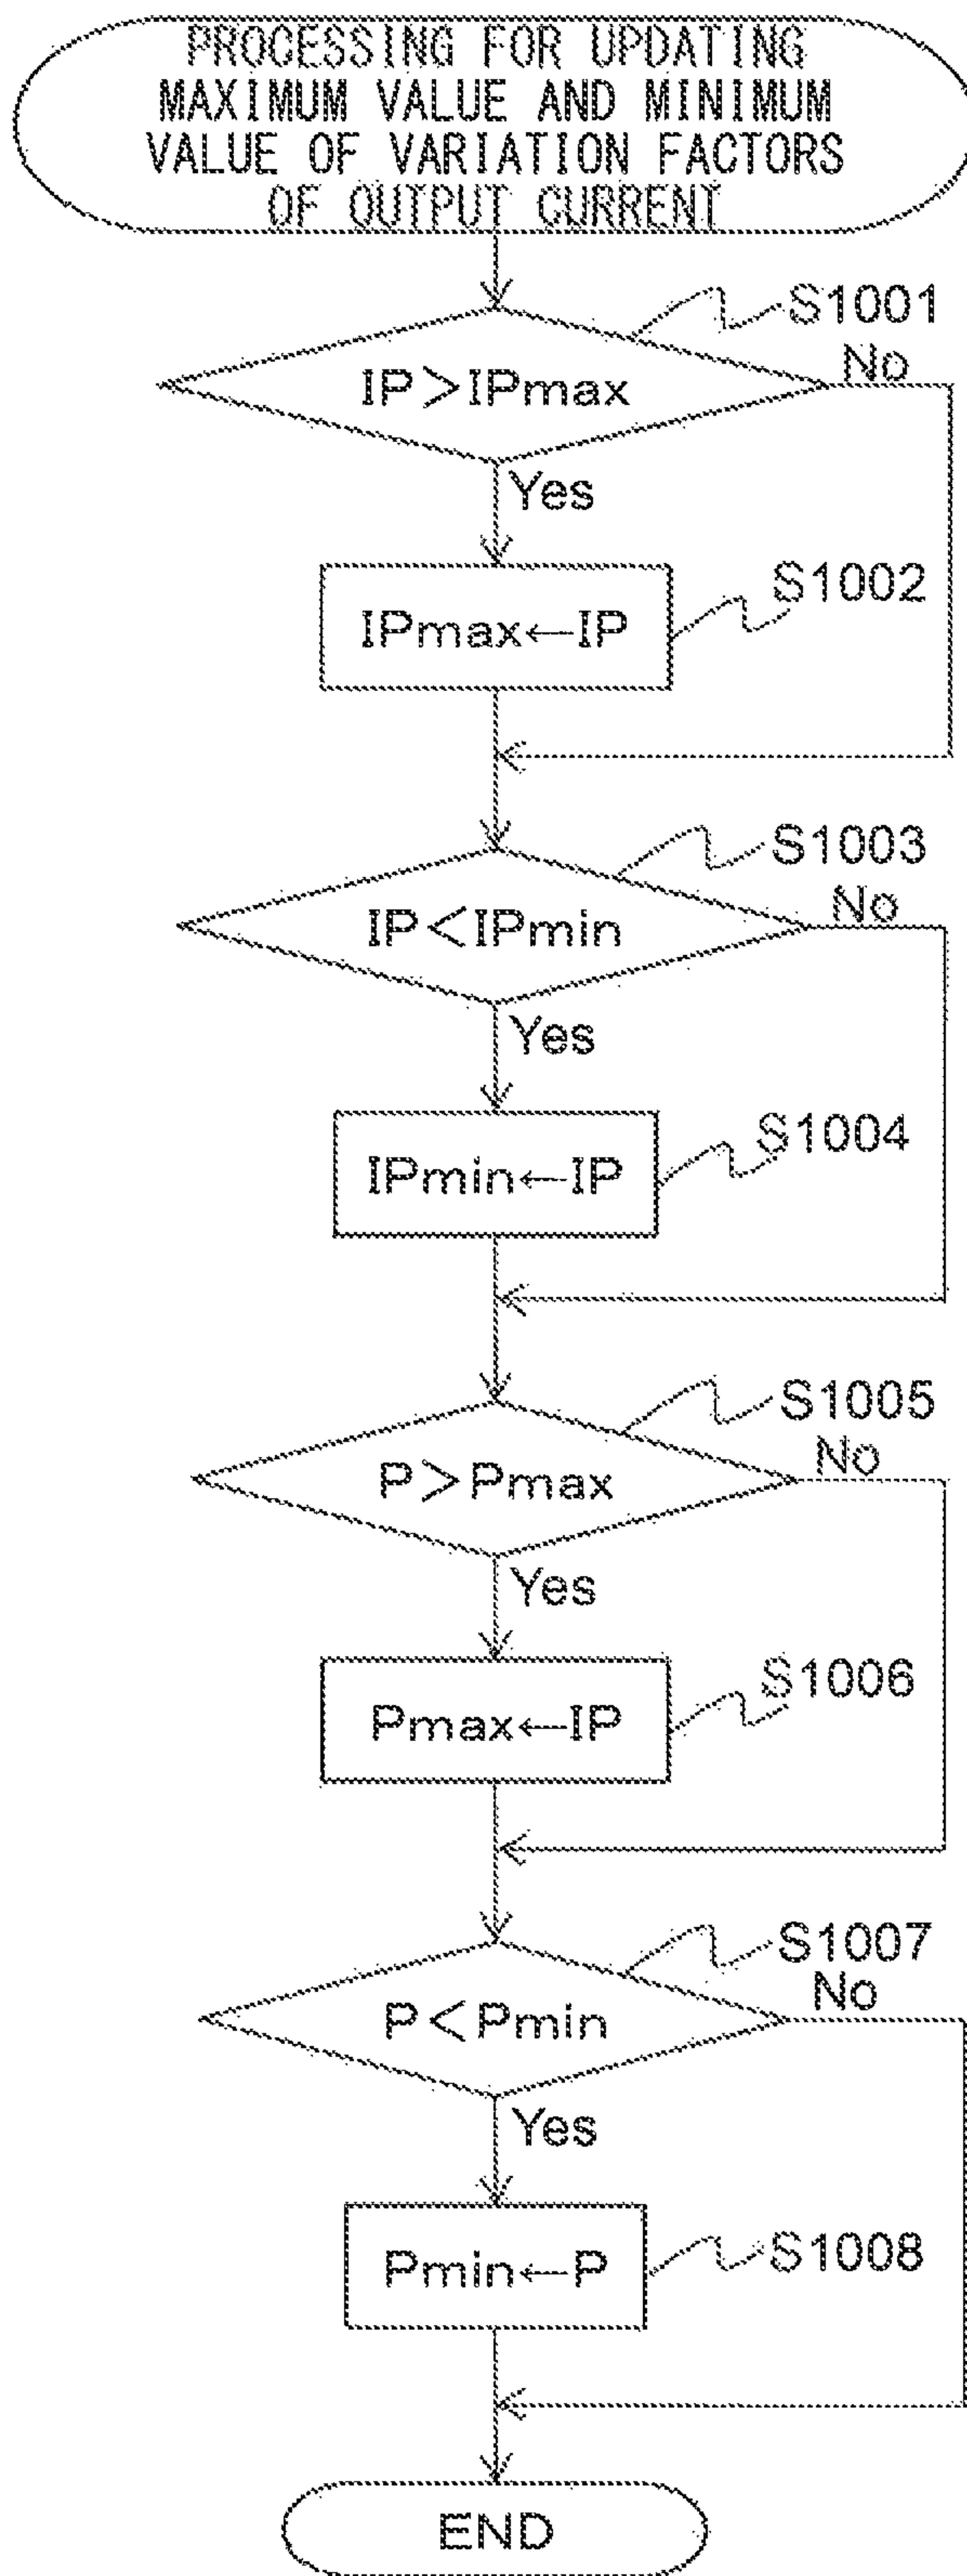 PROCESSING FOR UPDATING
MAXIMUM VALUE AND MINIMUM
VALUE OF VARIATION FACTORS
OF OUTPUT CURRENT
S1001
IP>IPmax
No
Yes
S1002
IPmax←IP
S1003
IP<IPmin
No
Yes
S1004
IPmin←IP
S1005
P>Pmax
No
Yes
S1006
Pmax←IP
S1007
P<Pmin
No
Yes
S1008
Pmin←P
END